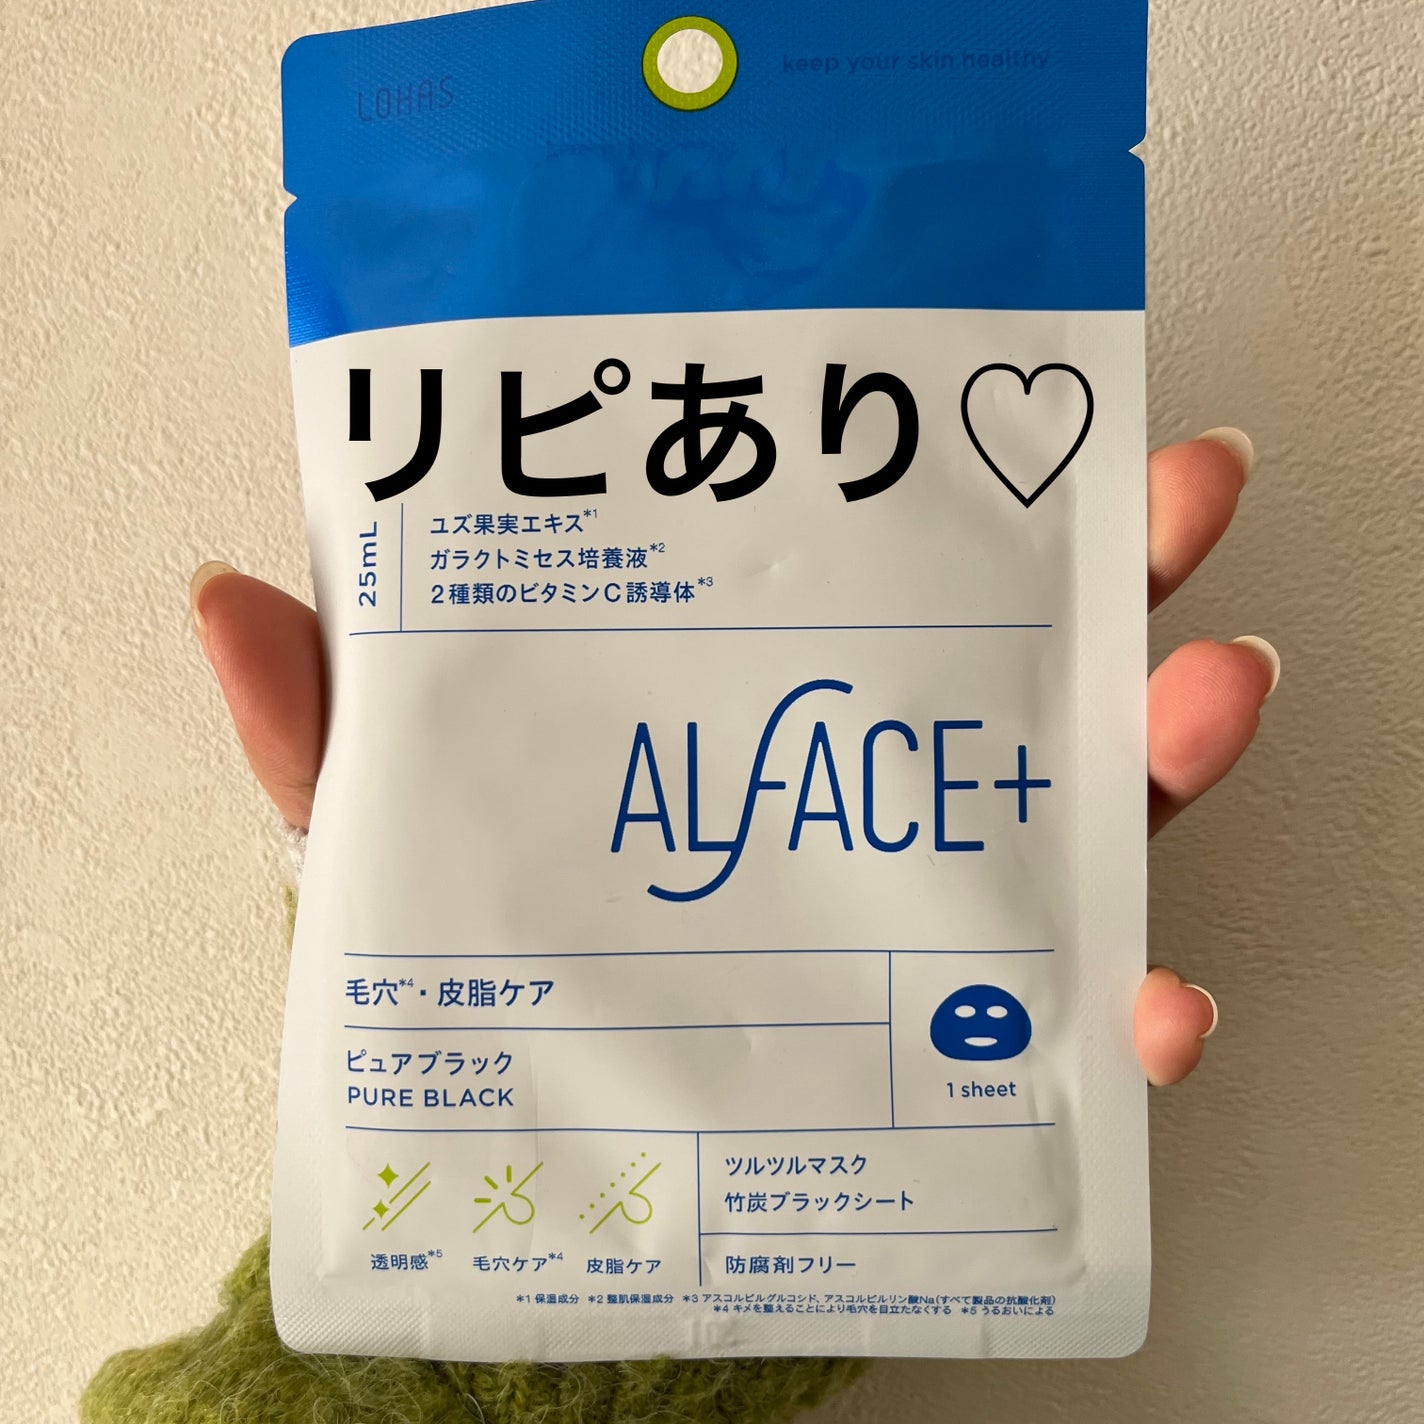 LOHAS
keep your skin healthy
リピあり♡
25mL
ユズ果実エキス*1
ガラクトミセス培養液*2
2種類のビタミンC誘導体*3
ALFACE+
毛穴*4・皮脂ケア
ピュアブラック
PURE BLACK
1 sheet
透明感*5
毛穴ケア*4
皮脂ケア
ツルツルマスク
竹炭ブラックシート
防腐剤フリー
*1 保湿成分 *2 整肌保湿成分 *3 アスコルビルグルコシド、アスコルビルリン酸Na(すべて製品の抗酸化剤)
*4 キメを整えることにより毛穴を目立たなくする *5 うるおいによる